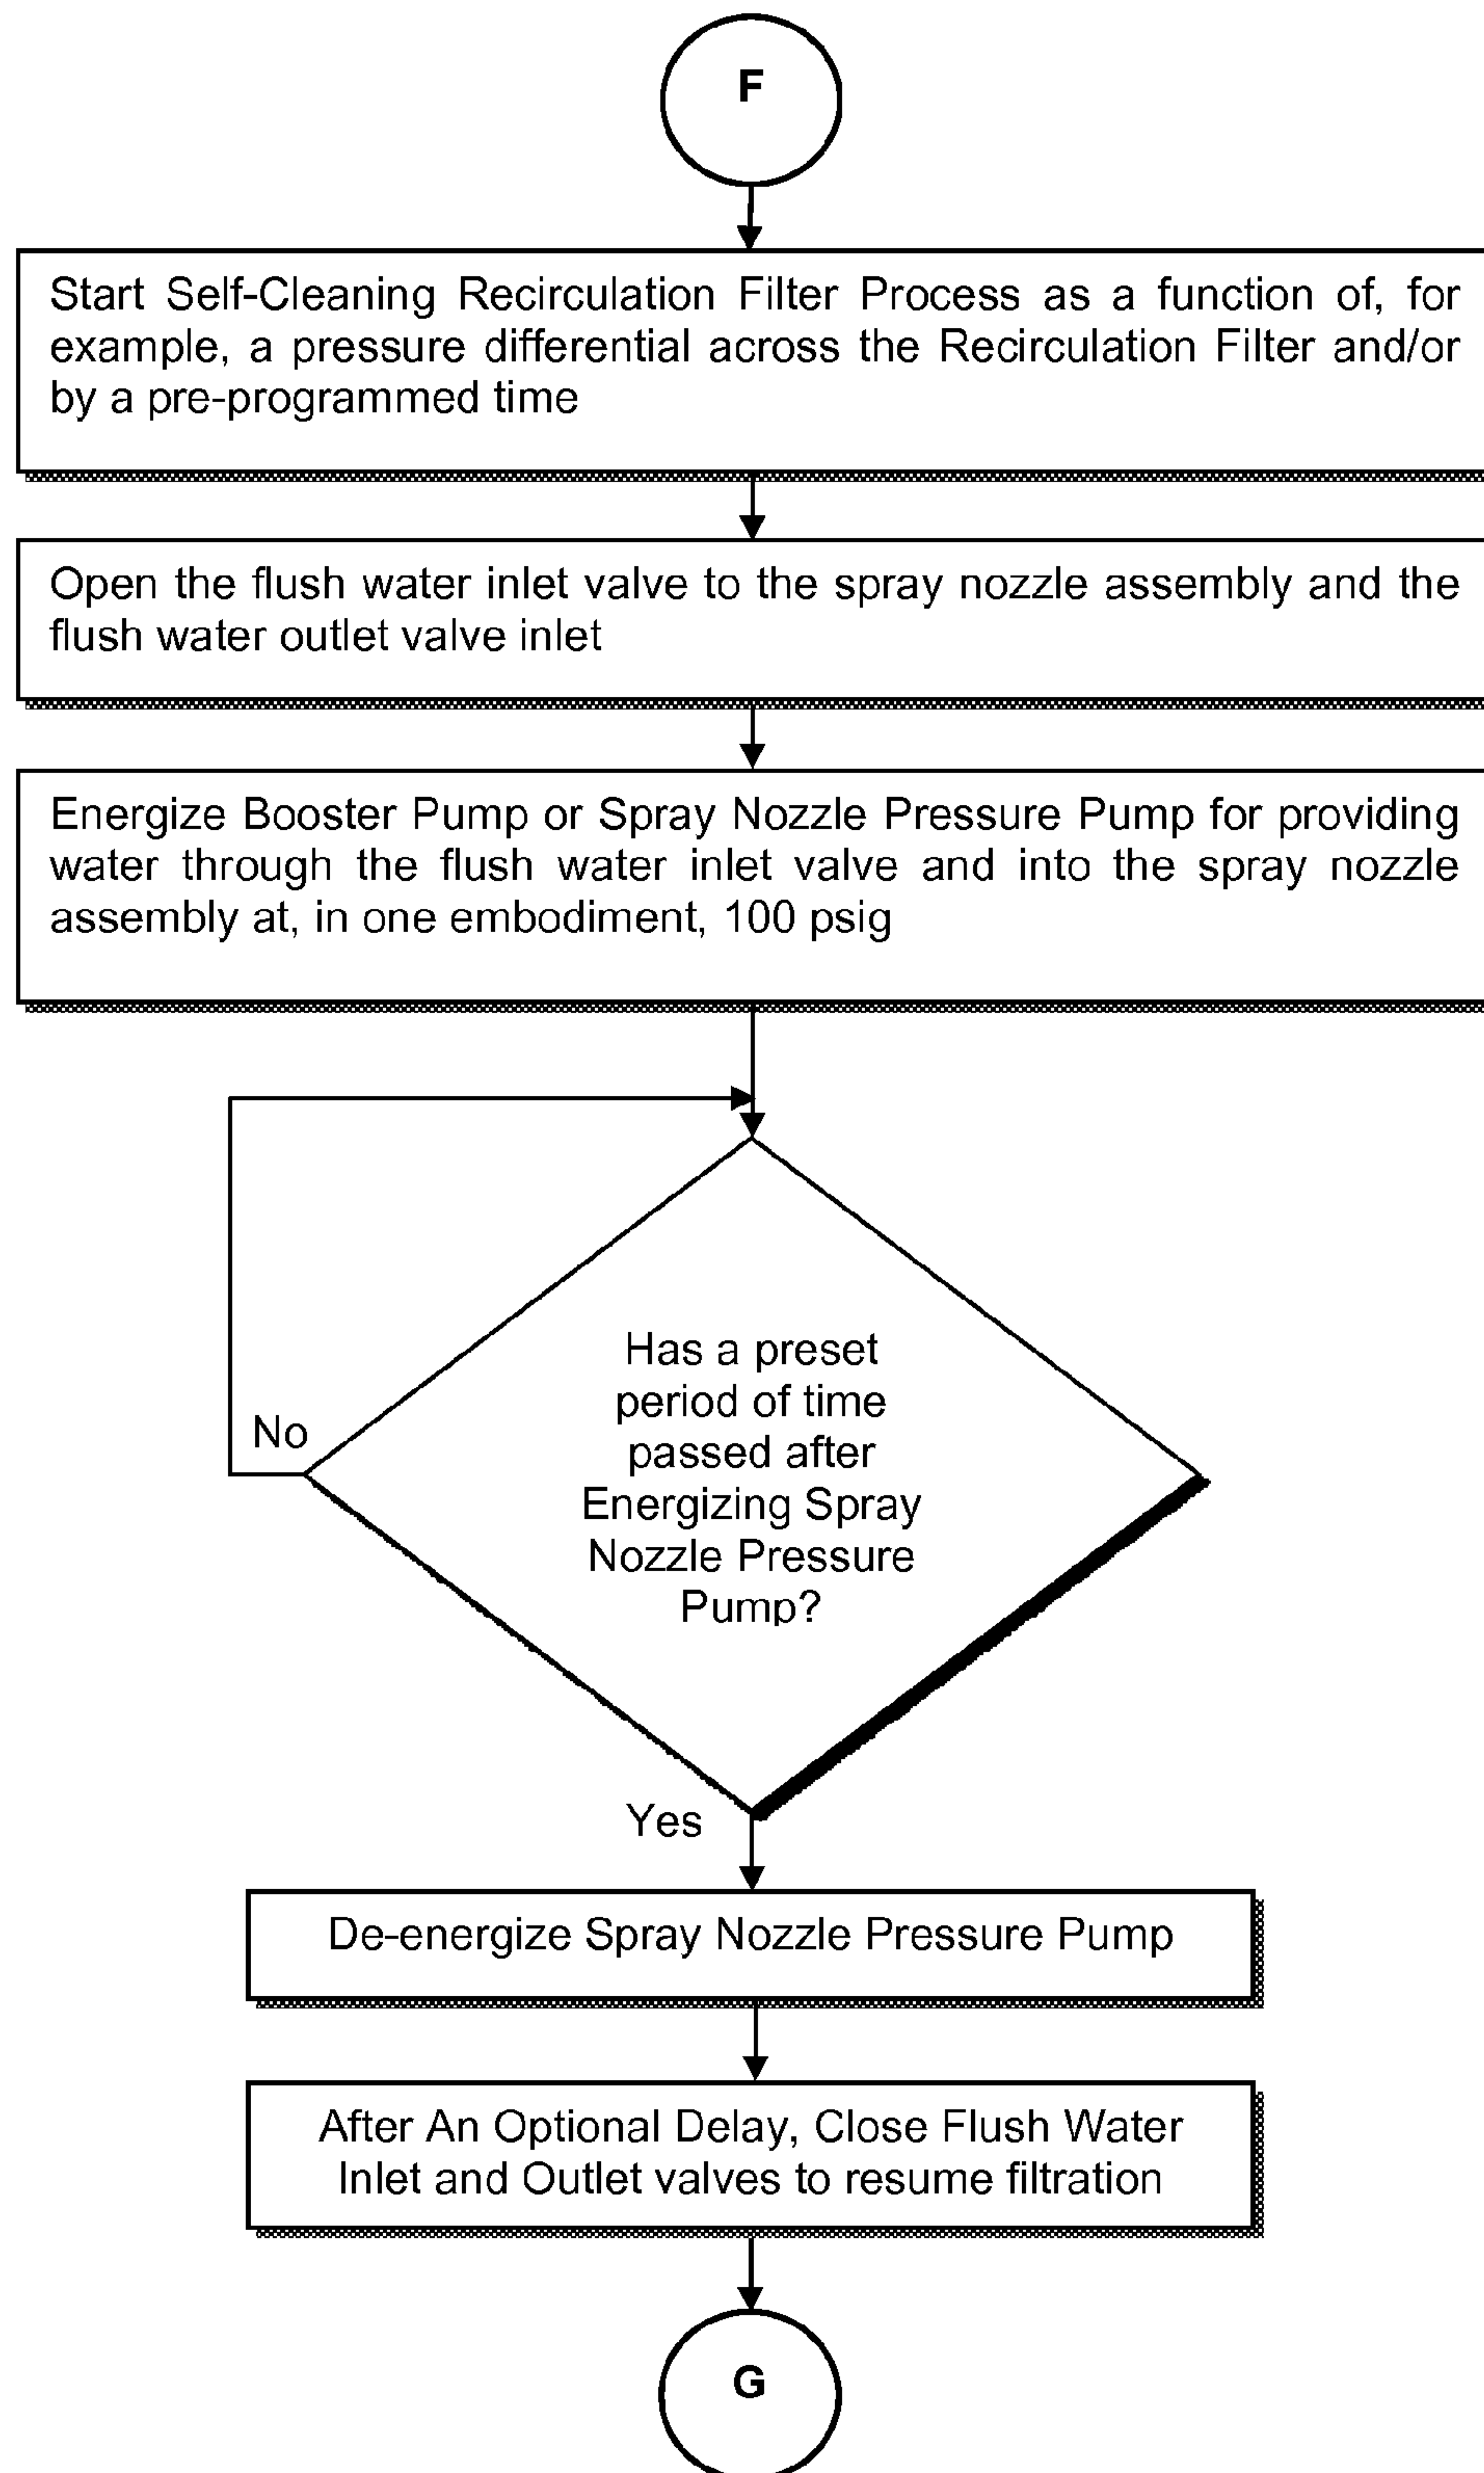 F
Start Self-Cleaning Recirculation Filter Process as a function of, for
example, a pressure differential across the Recirculation Filter and/or
by a pre-programmed time
Open the flush water inlet valve to the spray nozzle assembly and the
flush water outlet valve inlet
Energize Booster Pump or Spray Nozzle Pressure Pump for providing
water through the flush water inlet valve and into the spray nozzle
assembly at, in one embodiment, 100 psig
Has a preset
period of time
passed after
Energizing Spray
Nozzle Pressure
Pump?
No
Yes
De-energize Spray Nozzle Pressure Pump
After An Optional Delay, Close Flush Water
Inlet and Outlet valves to resume filtration
G